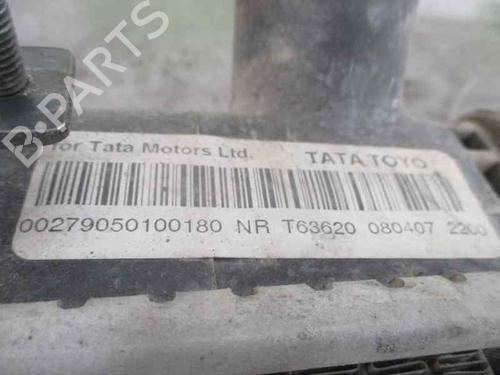 for Tata Motors Ltd. TATA TOYO
00279050100180 NR T63620 080407 2200
B-PARTS